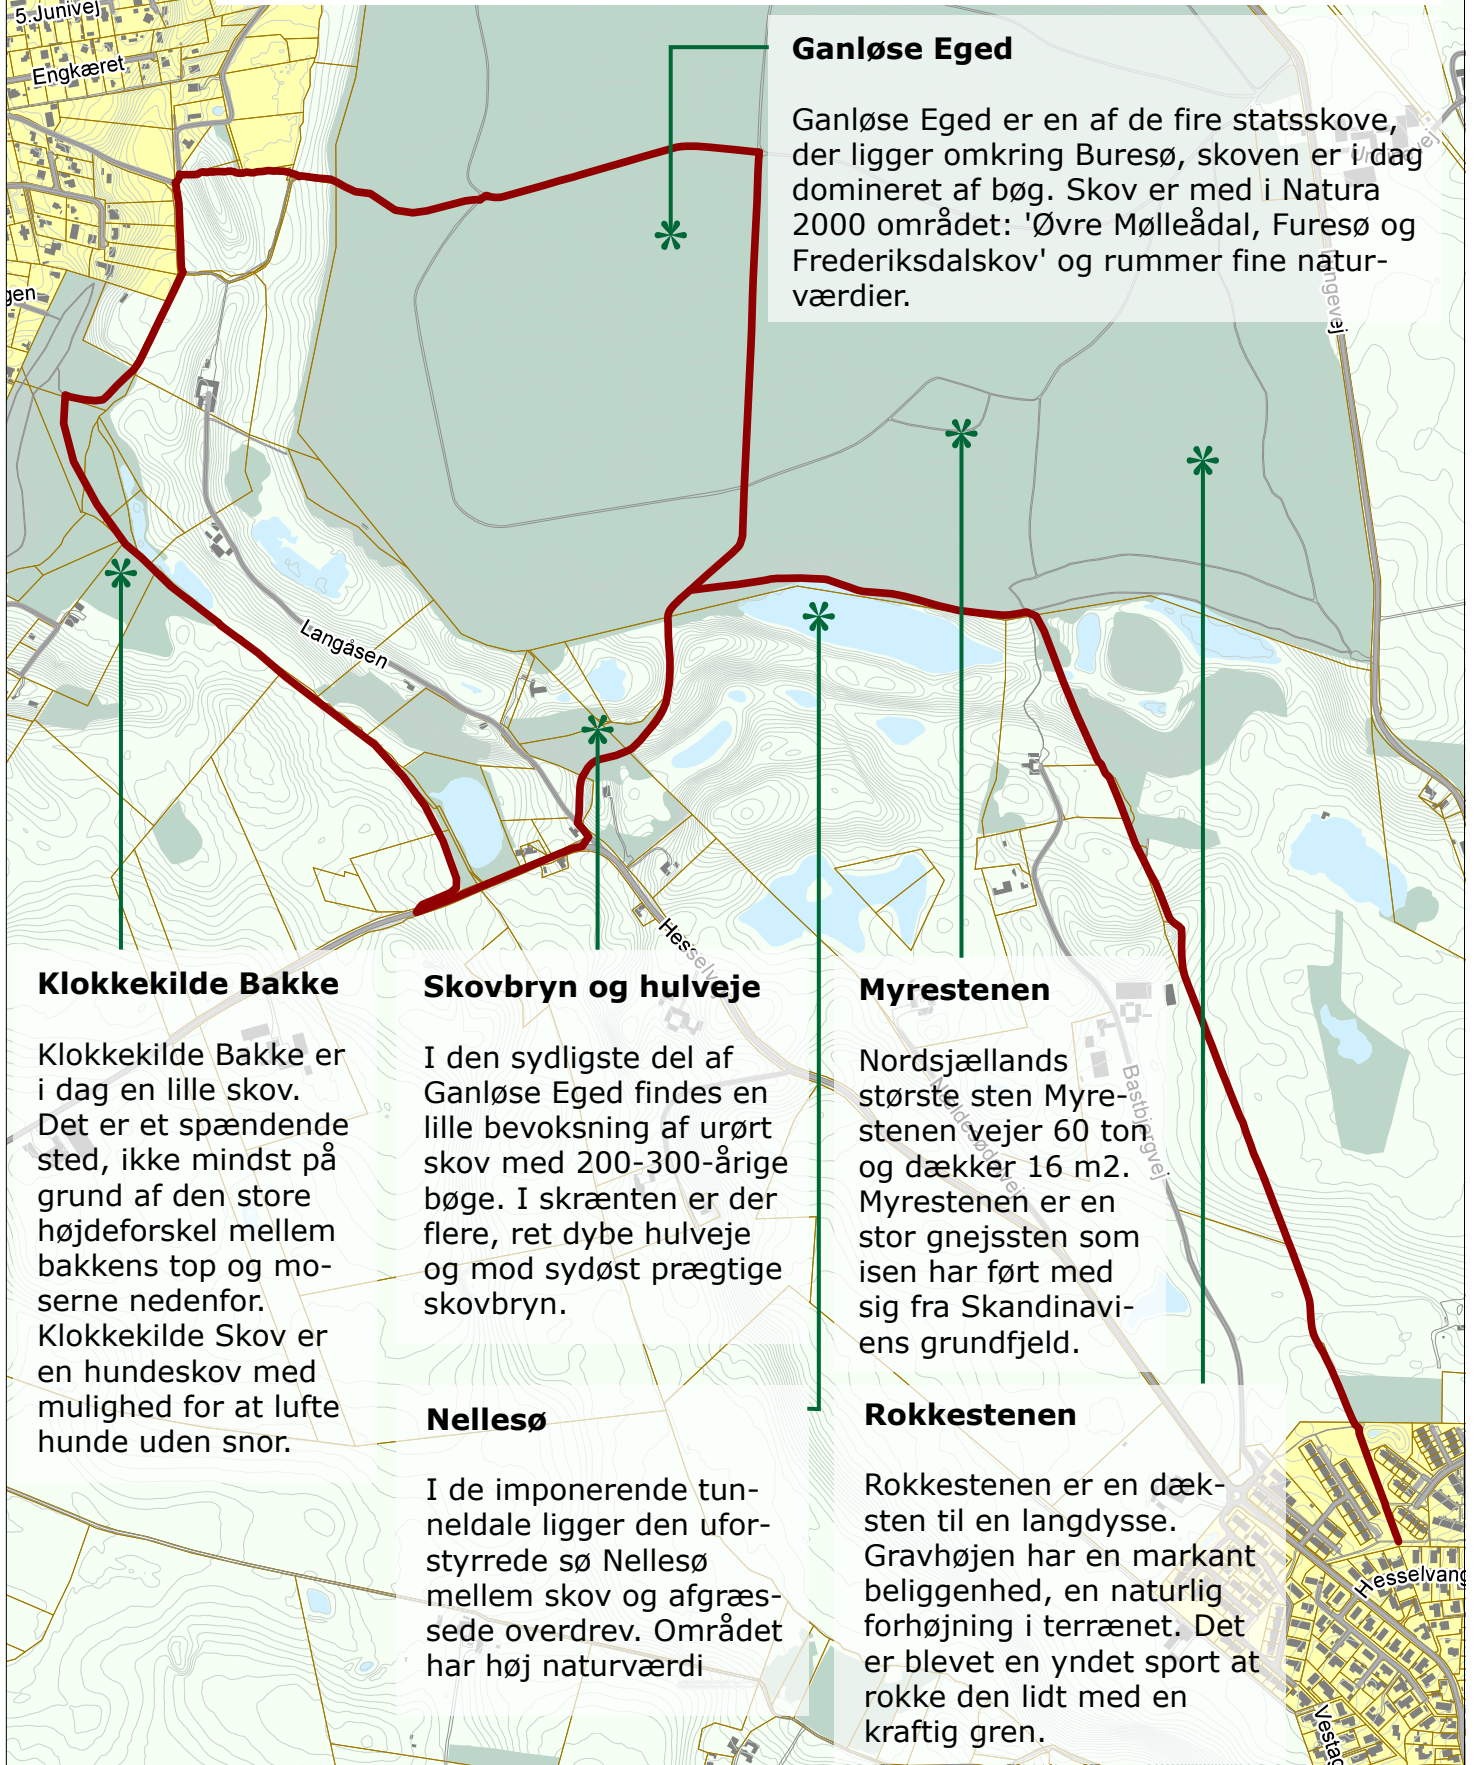 5.Junivej
Engkæret
Ganløse Eged
Ganløse Eged er en af de fire statsskove,
der ligger omkring Buresø, skoven er i dag
domineret af bøg. Skov er med i Natura
2000 området: 'Øvre Mølleådal, Furesø og
Frederiksdalskov' og rummer fine natur-
værdier.
gen
Langåsen
Klokkekilde Bakke
Klokkekilde Bakke er
i dag en lille skov.
Det er et spændende
sted, ikke mindst på
grund af den store
højdeforskel mellem
bakkens top og mo-
serne nedenfor.
Klokkekilde Skov er
en hundeskov med
mulighed for at lufte
hunde uden snor.
Skovbryn og hulveje
I den sydligste del af
Ganløse Eged findes en
lille bevoksning af urørt
skov med 200-300-årige
bøge. I skrænten er der
flere, ret dybe hulveje
og mod sydøst prægtige
skovbryn.
Nellesø
I de imponerende tun-
neldale ligger den ufor-
styrrede sø Nellesø
mellem skov og afgræs-
sede overdrev. Området
har høj naturværdi
Myrestenen
Nordsjællands
største sten Myre-
stenen vejer 60 ton
og dækker 16 m2.
Myrestenen er en
stor gnejssten som
isen har ført med
sig fra Skandinavi-
ens grundfjeld.
Bastbjergvej
Rokkestenen
Rokkestenen er en dæk-
sten til en langdysse.
Gravhøjen har en markant
beliggenhed, en naturlig
forhøjning i terrænet. Det
er blevet en yndet sport at
rokke den lidt med en
kraftig gren.
Hesselvang